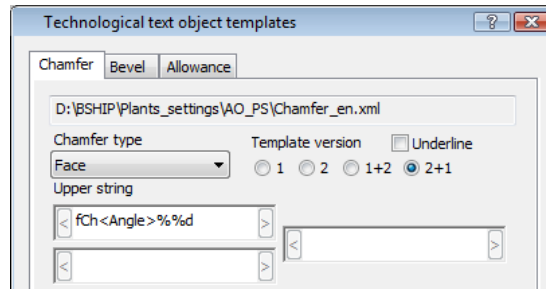 Technological text object templates
Chamfer Bevel Allowance
D:\BSHIP\Plants_settings\AO_PS\Chamfer_en.xml
Chamfer type Template version Underline
Face 1 2 1+2 2+1
Upper string
< fCh<Angle>%%d > < >
< >